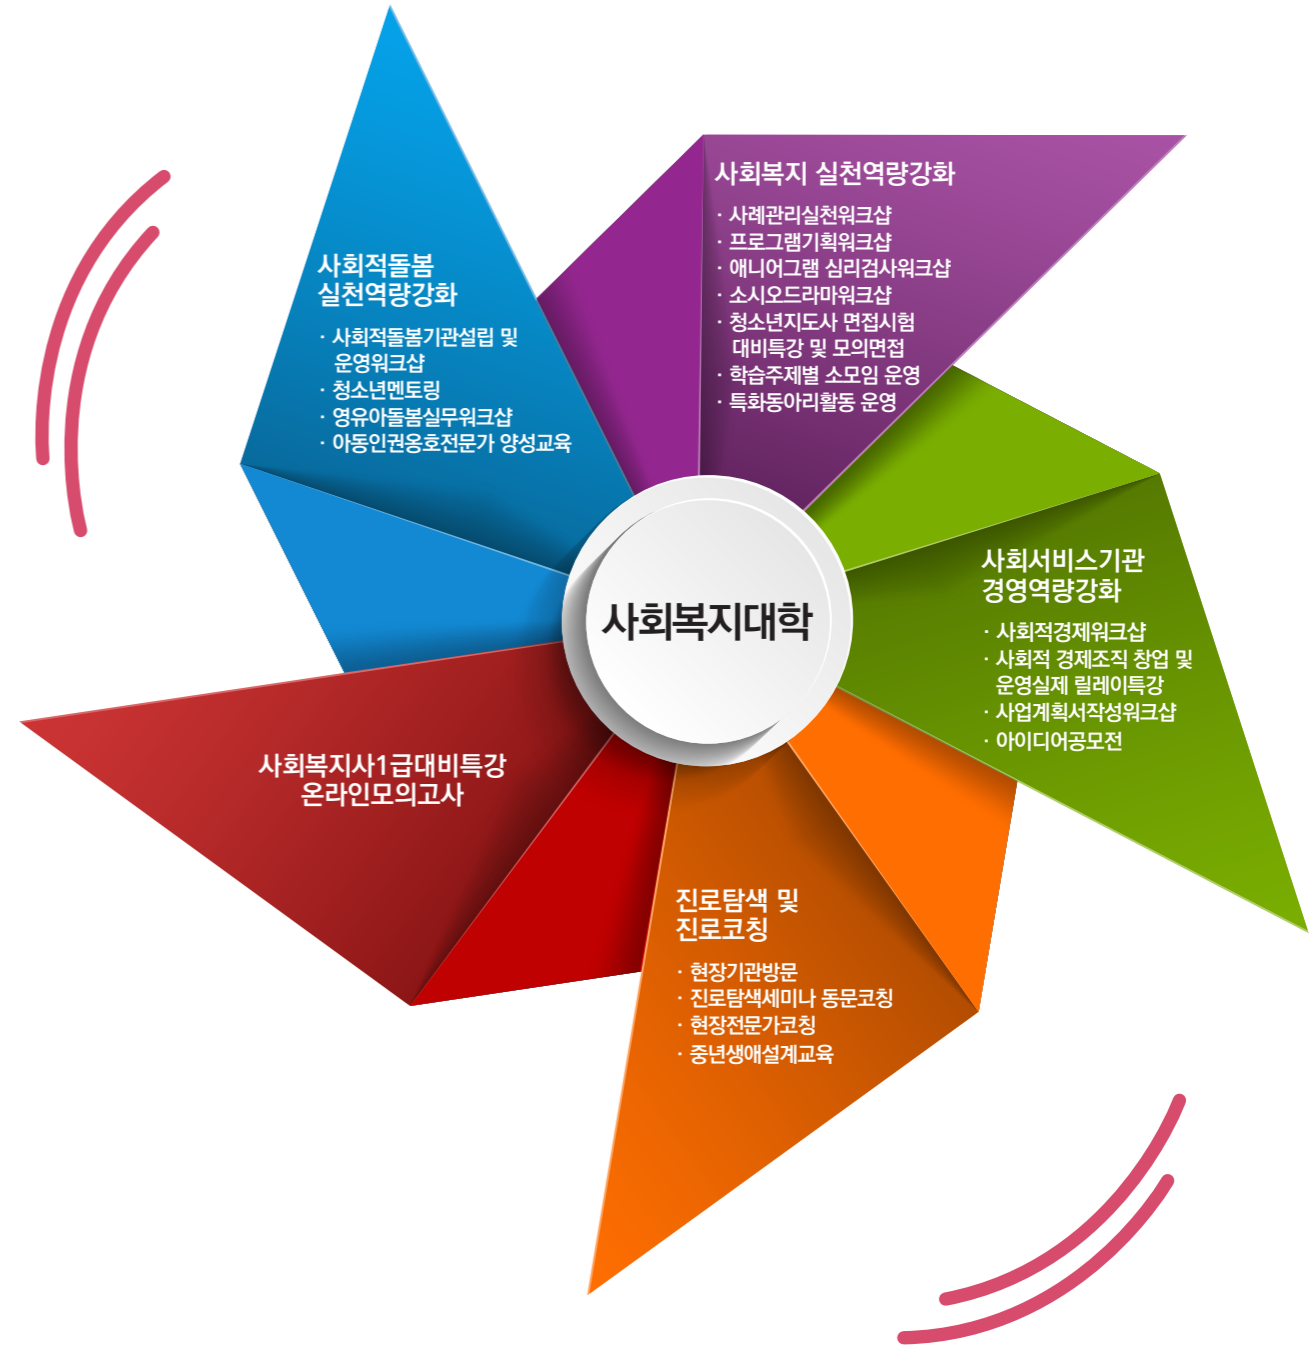 사회적돌봄
실천역량강화
· 사회적돌봄기관설립 및
운영워크샵
· 청소년멘토링
· 영유아돌봄실무워크샵
· 아동인권옹호전문가 양성교육
사회복지 실천역량강화
· 사례관리실천워크샵
· 프로그램기획워크샵
· 애니어그램 심리검사워크샵
· 소시오드라마워크샵
· 청소년지도사 면접시험
대비특강 및 모의면접
· 학습주제별 소모임 운영
· 특화동아리활동 운영
사회서비스기관
경영역량강화
· 사회적경제워크샵
· 사회적 경제조직 창업 및
운영실제 릴레이특강
· 사업계획서작성워크샵
· 아이디어공모전
사회복지대학
사회복지사1급대비특강
온라인모의고사
진로탐색 및
진로코칭
· 현장기관방문
· 진로탐색세미나 동문코칭
· 현장전문가코칭
· 중년생애설계교육